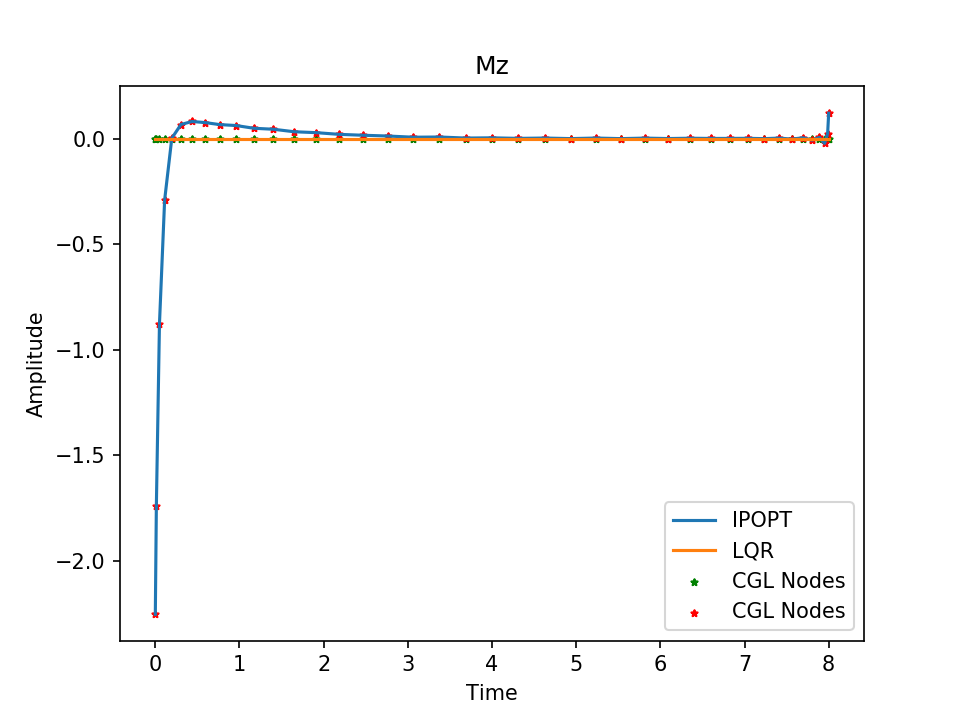 Mz
Amplitude
0.0
−0.5
−1.0
−1.5
−2.0
0 1 2 3 4 5 6 7 8
Time
IPOPT
LQR
CGL Nodes
CGL Nodes